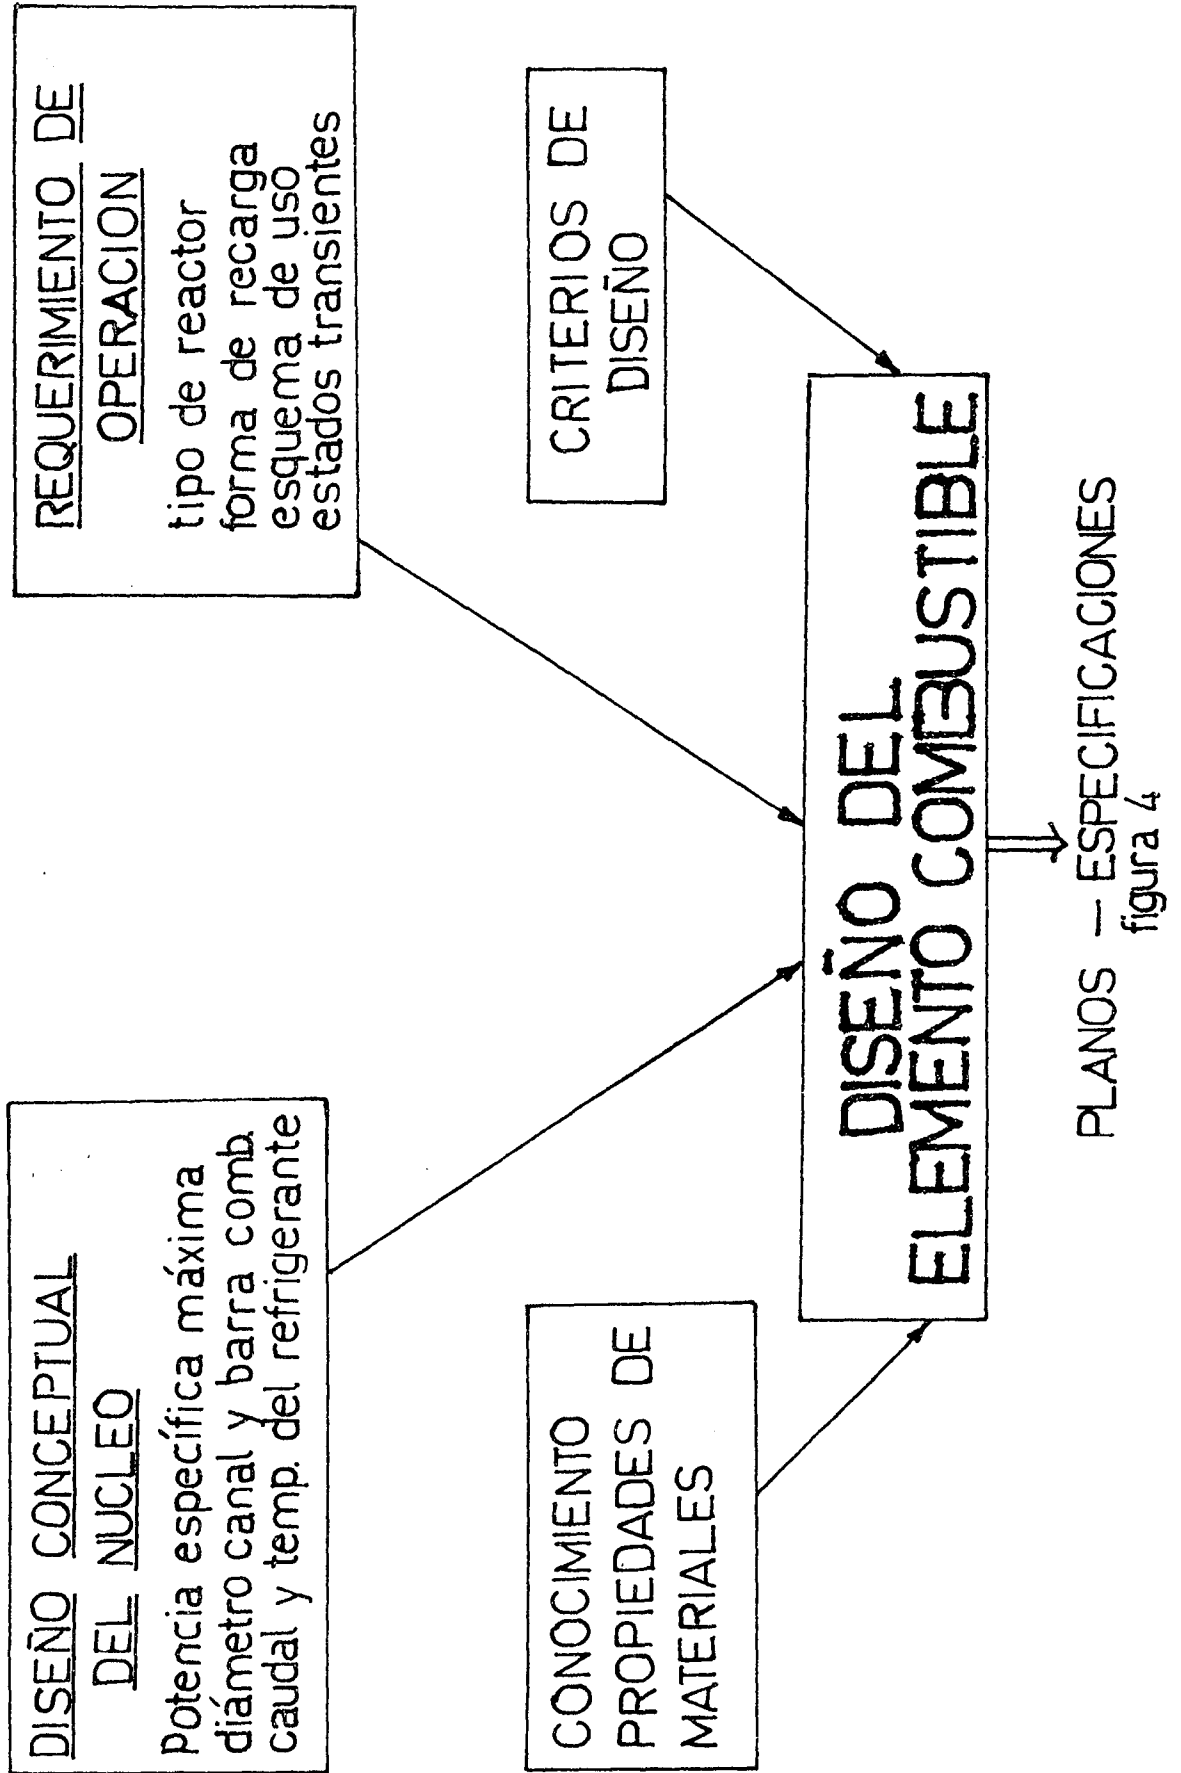 DISEÑO CONCEPTUAL
DEL NUCLEO
Potencia específica máxima
diámetro canal y barra comb.
caudal y temp. del refrigerante
REQUERIMIENTO DE
OPERACION
tipo de reactor
forma de recarga
esquema de uso
estados transientes
CONOCIMIENTO
PROPIEDADES DE
MATERIALES
CRITERIOS DE
DISEÑO
DISEÑO DEL
ELEMENTO COMBUSTIBLE
PLANOS — ESPECIFICACIONES
figura 4